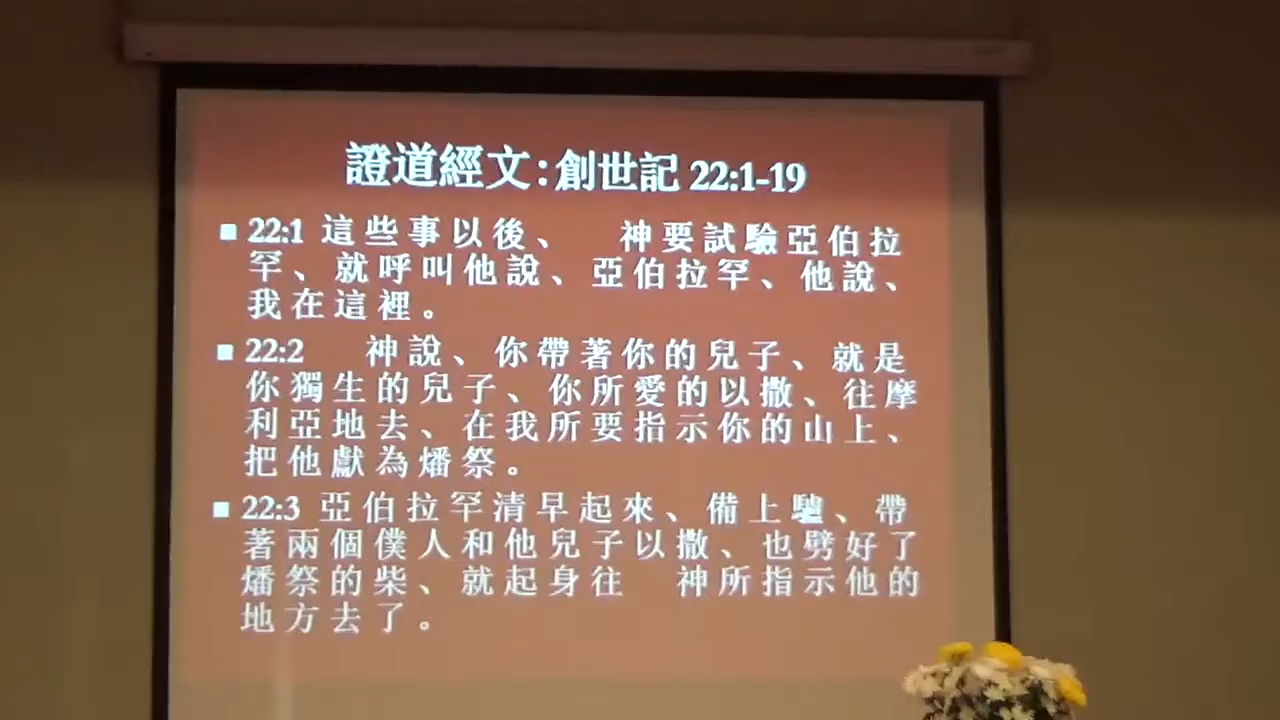 證道經文：創世記 22:1-19
■ 22:1 這些事以後、　神要試驗亞伯拉
罕、就呼叫他說、亞伯拉罕、他說、
我在這裡。
■ 22:2　神說、你帶著你的兒子、就是
你獨生的兒子、你所愛的以撒、往摩
利亞地去、在我所要指示你的山上、
把他獻為燔祭。
■ 22:3 亞伯拉罕清早起來、備上驢、帶
著兩個僕人和他兒子以撒、也劈好了
燔祭的柴、就起身往　神所指示他的
地方去了。